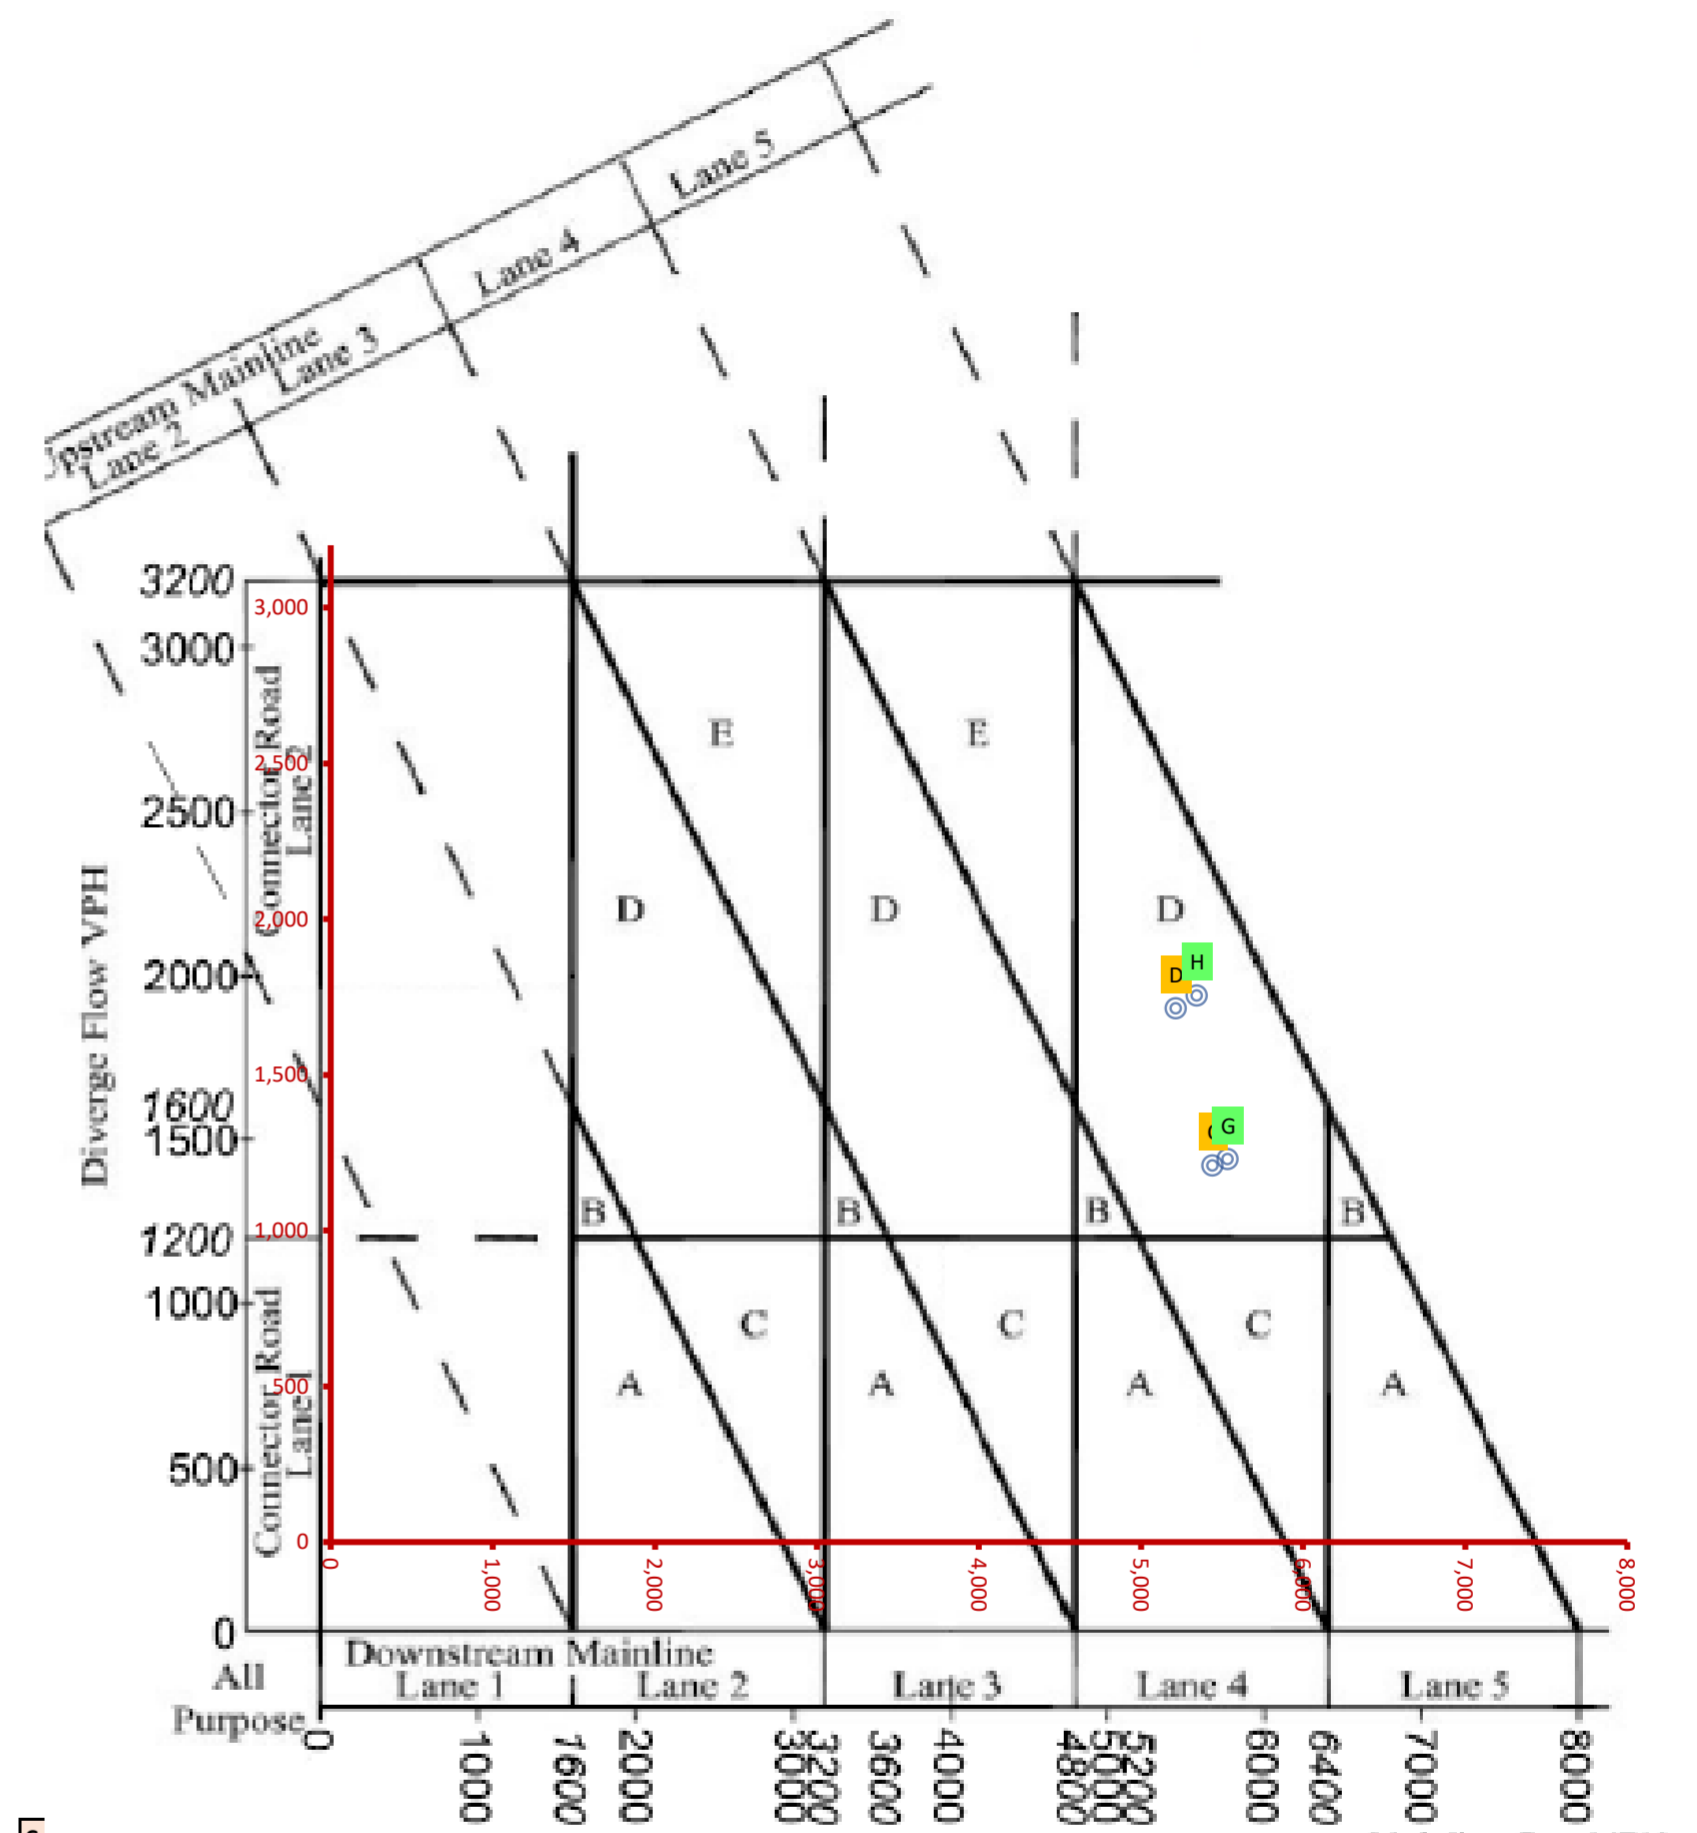 Lane 5
Lane 4
Upstream Mainline
Lane 3
Lane 2
3200
3,000
3000
Connector Road
Lane 2
E
E
2,500
2500
Diverge Flow VPH
2,000
D
D
D
H
D
2000
1,500
1600
1500
G
B
B
B
B
1,000
1200
1000
Connector Road
Lane 1
C
C
C
500
A
A
A
A
500
0
0
1,000
2,000
3,000
4,000
5,000
6,000
7,000
8,000
0
Downstream Mainline
All
Purpose
Lane 1
Lane 2
Lane 3
Lane 4
Lane 5
0
1000
1600
2000
3000
3200
3600
4000
4800
5000
5200
6000
6400
7000
8000